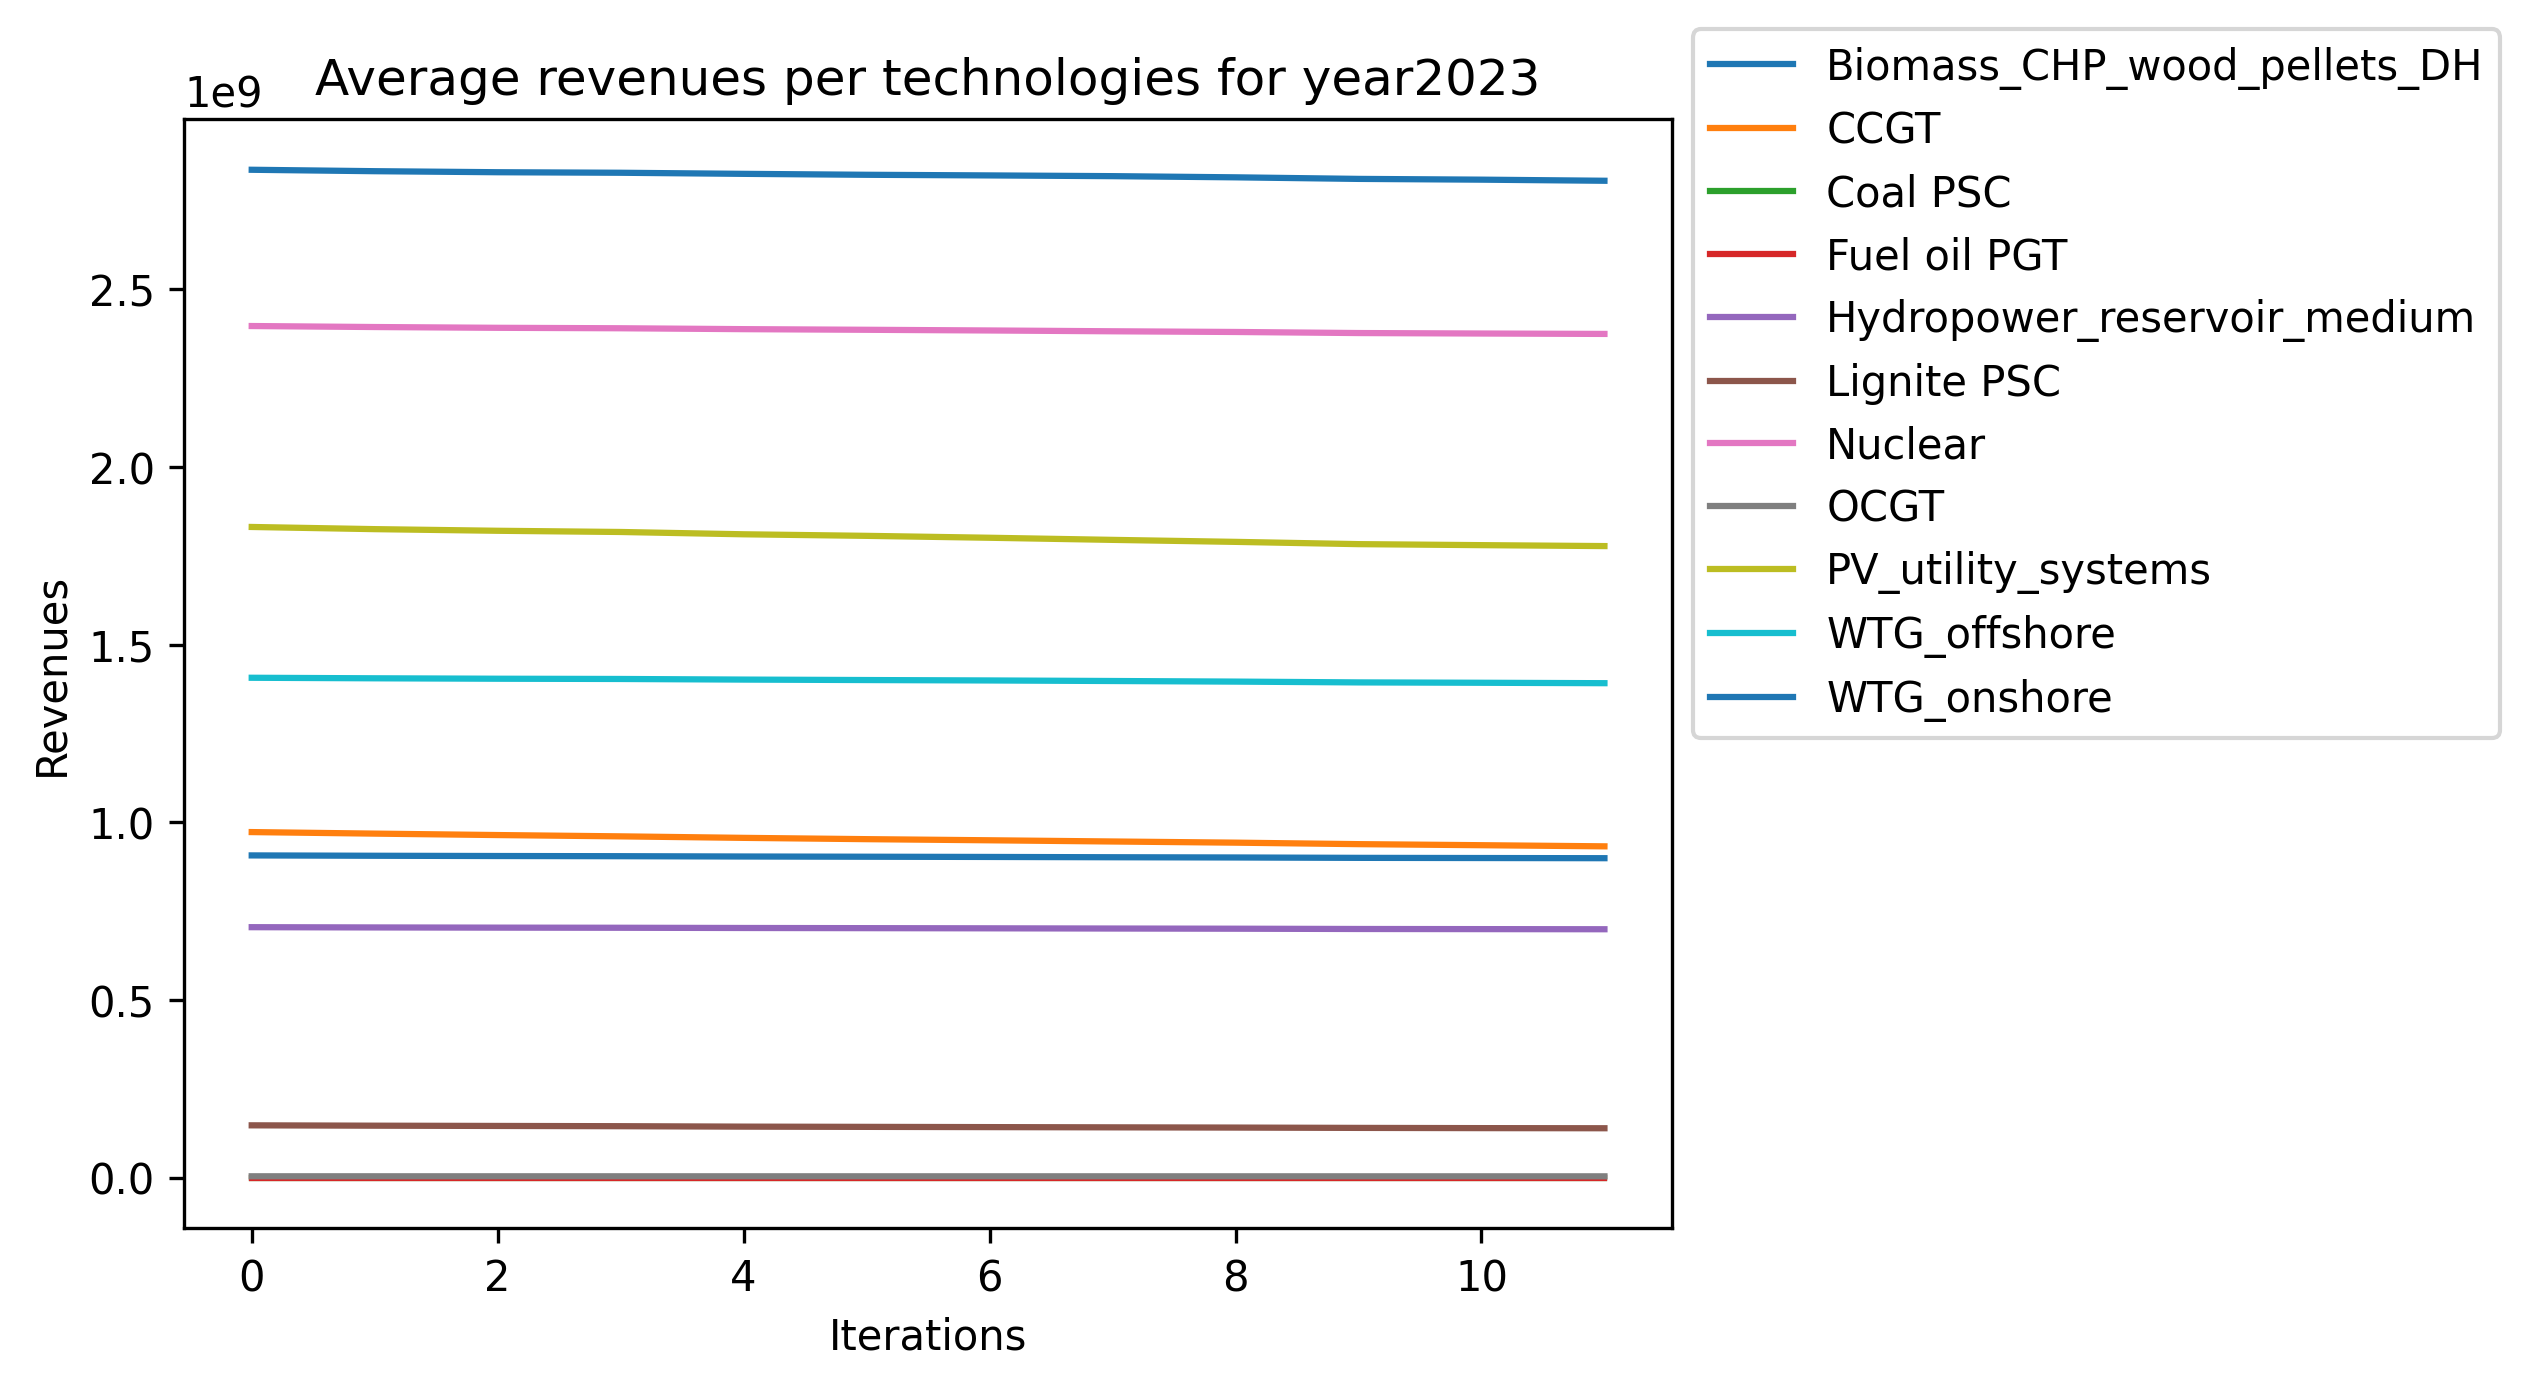 Average revenues per technologies for year2023
1e9
2.5
2.0
1.5
1.0
0.5
0.0
Revenues
0 2 4 6 8 10
Iterations
Biomass_CHP_wood_pellets_DH
CCGT
Coal PSC
Fuel oil PGT
Hydropower_reservoir_medium
Lignite PSC
Nuclear
OCGT
PV_utility_systems
WTG_offshore
WTG_onshore